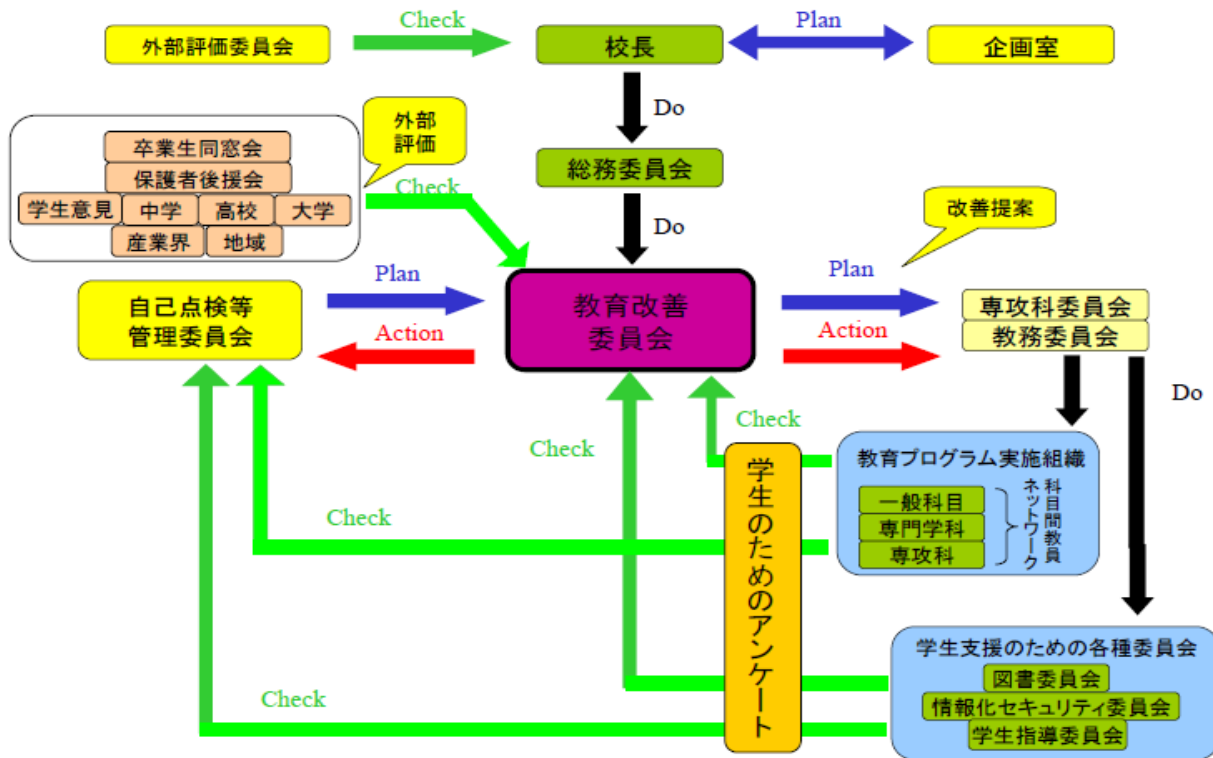 Check
Plan
外部評価委員会
校長
企画室
Do
外部
評価
卒業生同窓会
保護者後援会
学生意見
中学
高校
大学
産業界
地域
Check
総務委員会
Do
改善提案
Plan
Plan
自己点検等
管理委員会
教育改善
委員会
専攻科委員会
教務委員会
Action
Action
Do
Check
Check
学生のためのアンケート
教育プログラム実施組織
一般科目
専門学科
専攻科
科目間教員
ネットワーク
Check
学生支援のための各種委員会
図書委員会
情報化セキュリティ委員会
学生指導委員会
Check